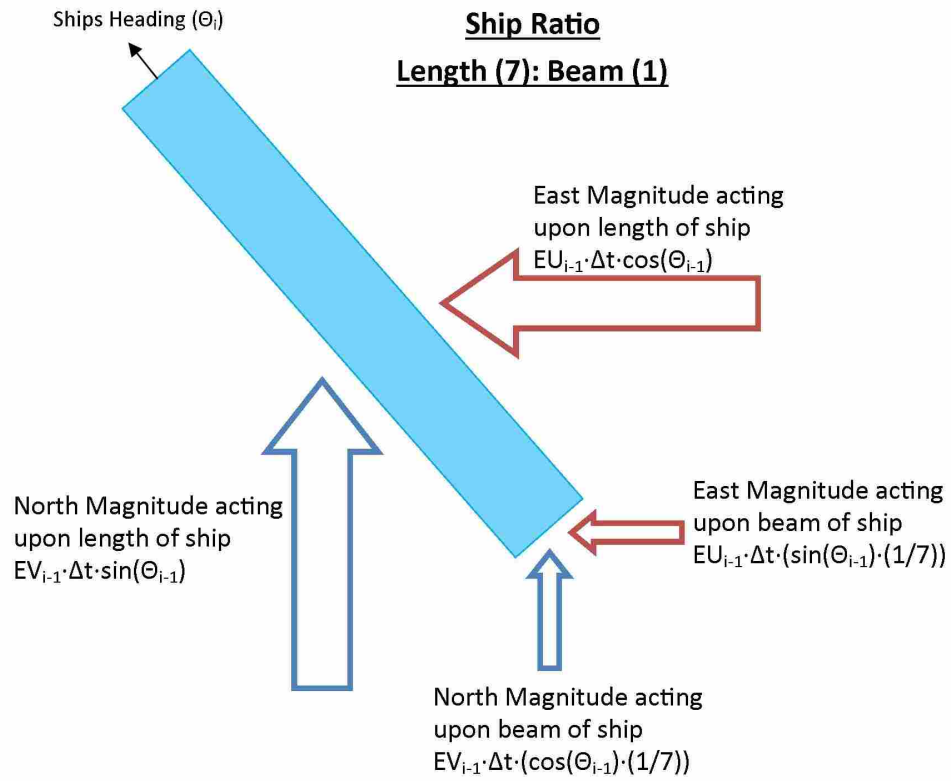 Ships Heading (Θᵢ)
Ship Ratio
Length (7): Beam (1)
East Magnitude acting
upon length of ship
EUᵢ₋₁·Δt·cos(Θᵢ₋₁)
North Magnitude acting
upon length of ship
EVᵢ₋₁·Δt·sin(Θᵢ₋₁)
East Magnitude acting
upon beam of ship
EUᵢ₋₁·Δt·(sin(Θᵢ₋₁)·(1/7))
North Magnitude acting
upon beam of ship
EVᵢ₋₁·Δt·(cos(Θᵢ₋₁)·(1/7))